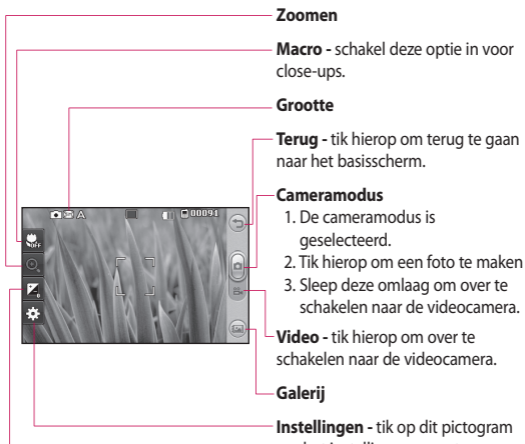 Zoomen
Macro - schakel deze optie in voor
close-ups.
Grootte
Terug - tik hierop om terug te gaan
naar het basisscherm.
Cameramodus
1. De cameramodus is
geselecteerd.
2. Tik hierop om een foto te maken
3. Sleep deze omlaag om over te
schakelen naar de videocamera.
Video - tik hierop om over te
schakelen naar de videocamera.
Galerij
Instellingen - tik op dit pictogram
A
00091
OFF